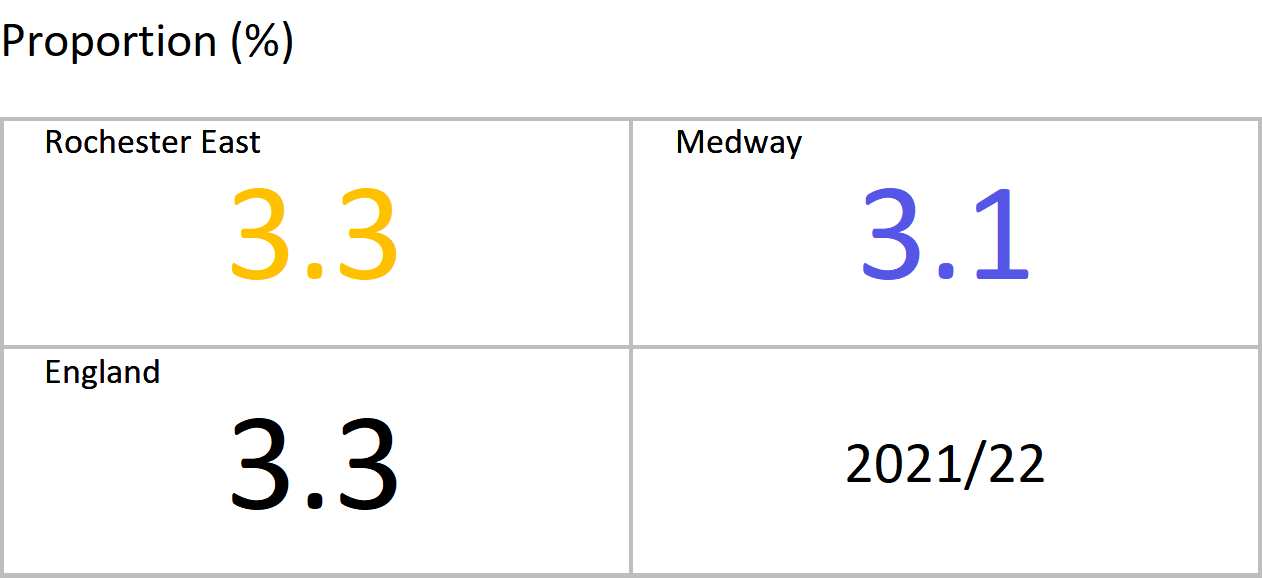 Proportion (%)
Rochester East
3.3
Medway
3.1
England
3.3
2021/22